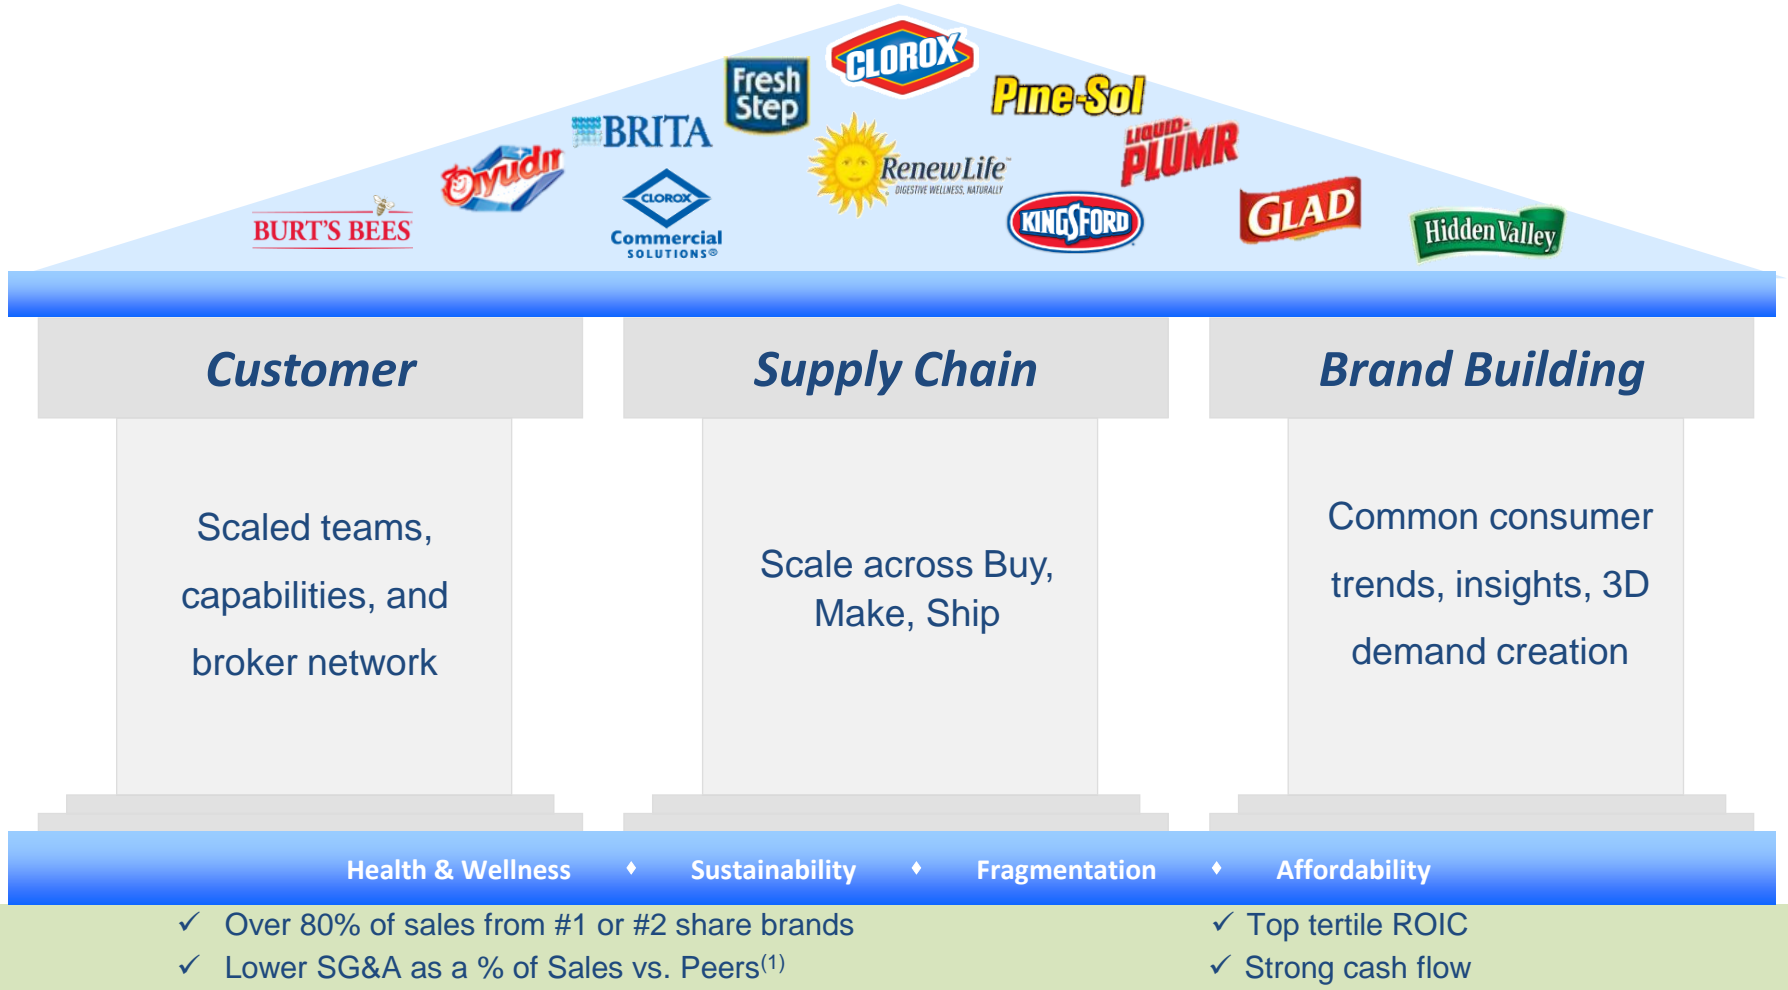 CLOROX
Fresh
Step
Pine-Sol
BRITA
LIQUID-
PLUMR
Ayudín
RenewLife™
DIGESTIVE WELLNESS, NATURALLY
CLOROX
Commercial
SOLUTIONS®
KINGSFORD
GLAD
BURT'S BEES
Hidden Valley
Customer
Supply Chain
Brand Building
Scaled teams,
capabilities, and
broker network
Scale across Buy,
Make, Ship
Common consumer
trends, insights, 3D
demand creation
Health & Wellness ♦ Sustainability ♦ Fragmentation ♦ Affordability
✓ Over 80% of sales from #1 or #2 share brands
✓ Lower SG&A as a % of Sales vs. Peers(1)
✓ Top tertile ROIC
✓ Strong cash flow